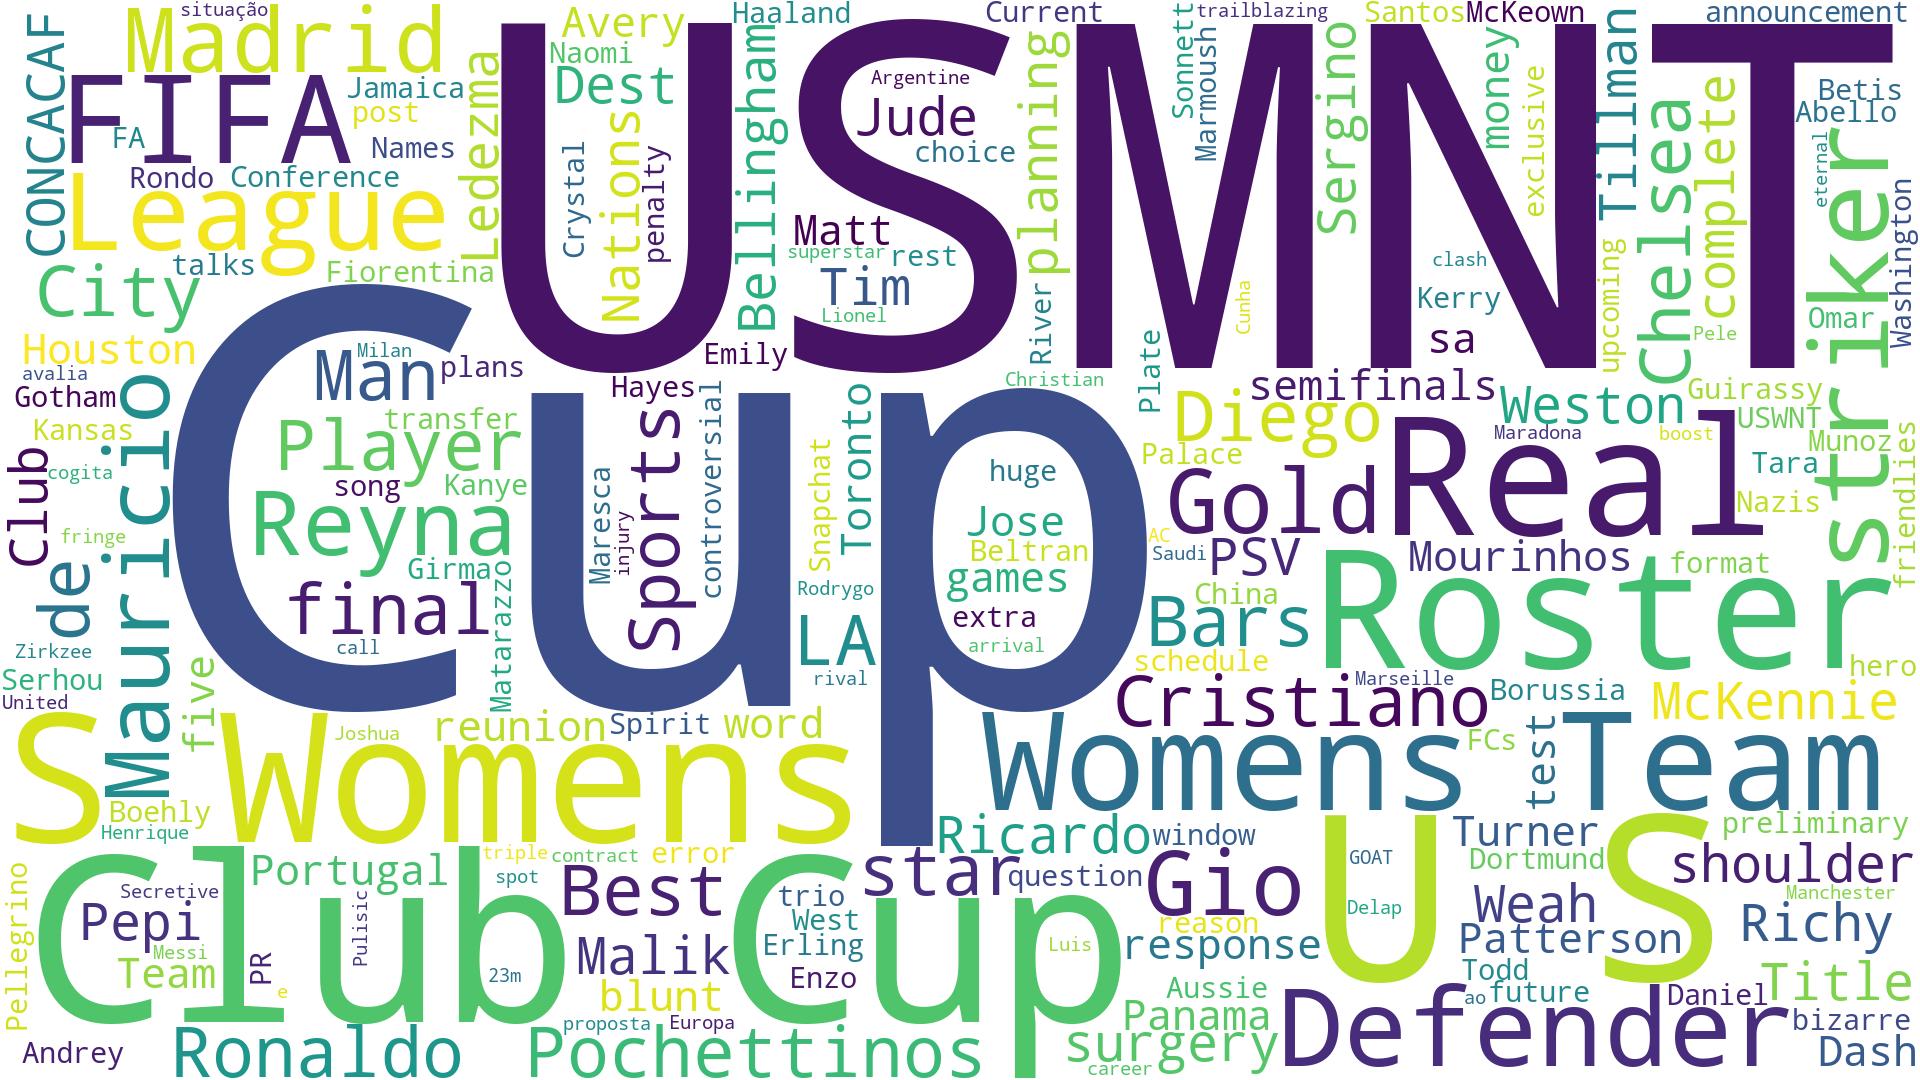 situação
Madrid
Avery
Haaland
Current
Sonnett
trailblazing
Santos
McKeown
announcement
CONCACAF
FIFA
Jamaica
post
Ledezma
Naomi
Dest
USMNT
Bellingham
Argentine
Jude
choice
planning
Marmoush
Sergino
money
exclusive
Tillman
Chelsea
complete
Betis
Abello
eternal
striker
FA
Names
Rondo
Conference
League
Crystal
Nations
penalty
Matt
superstar
rest
Tim
Lionel
clash
Kerry
sa
Cunha
upcoming
Pele
Omar
Washington
City
talks
Fiorentina
Houston
avalia
Gotham
Kansas
cogita
Club
fringe
de
Mauricio
Cup
Man
Milan
plans
transfer
Player
song
Kanye
Reyna
Girma
final
call
Matarazzo
Emily
Hayes
Sports
Maresca
injury
controversial
Snapchat
Toronto
Rodrygo
LA
rival
River
Christian
Plate
huge
Jose
Beltran
games
extra
arrival
semifinals
Diego
Palace
Weston
Maradona
Guirassy
USWNT
boost
Munoz
Tara
Nazis
friendlies
Gold
Real
AC
Saudi
PSV
Mourinhos
format
China
Bars
Roster
schedule
hero
Zirkzee
Serhou
United
five
S
Womens
Joshua
reunion
Spirit
word
Cristiano
Marseille
Borussia
McKennie
Womens
FCs
test
Team
Boehly
Henrique
Ricardo
window
Turner
preliminary
Portugal
triple
contract
error
spot
Best
star
question
Gio
U S
GOAT
Delap
Dortmund
shoulder
Manchester
Pellegrino
Secretive
Pepi
Messi
Team
PR
e
Pulisic
Club Cup
23m
Malik
blunt
trio
West
Erling
Enzo
Luis
reason
response
Weah
Patterson
Richy
Todd
ao
future
Daniel
Title
Aussie
Panama
Defender
bizarre
Dash
Andrey
Ronaldo
proposta
Europa
Pochettinos
surgery
career